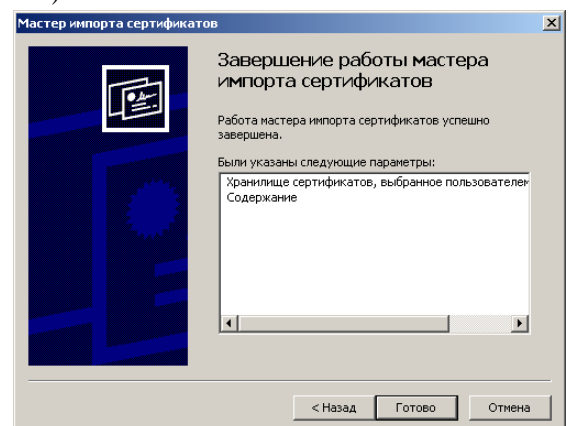 Мастер импорта сертификатов
Завершение работы мастера
импорта сертификатов
Работа мастера импорта сертификатов успешно
завершена.
Были указаны следующие параметры:
Хранилище сертификатов, выбранное пользователем
Содержание
< Назад
Готово
Отмена